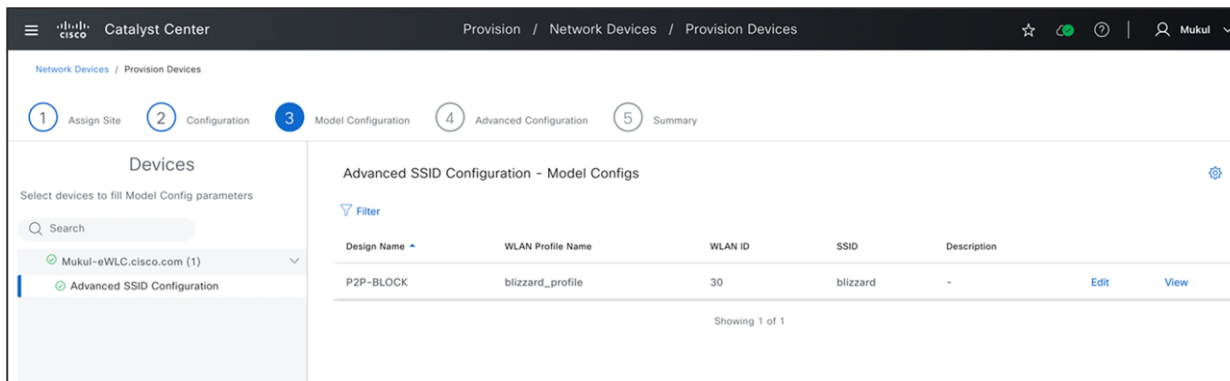 cisco Catalyst Center Provision / Network Devices / Provision Devices Mukul
Network Devices / Provision Devices
1 Assign Site 2 Configuration 3 Model Configuration 4 Advanced Configuration 5 Summary
Devices
Select devices to fill Model Config parameters
Search
Mukul-eWLC.cisco.com (1)
Advanced SSID Configuration
Advanced SSID Configuration - Model Configs
Filter
Design Name WLAN Profile Name WLAN ID SSID Description
P2P-BLOCK blizzard_profile 30 blizzard - Edit View
Showing 1 of 1